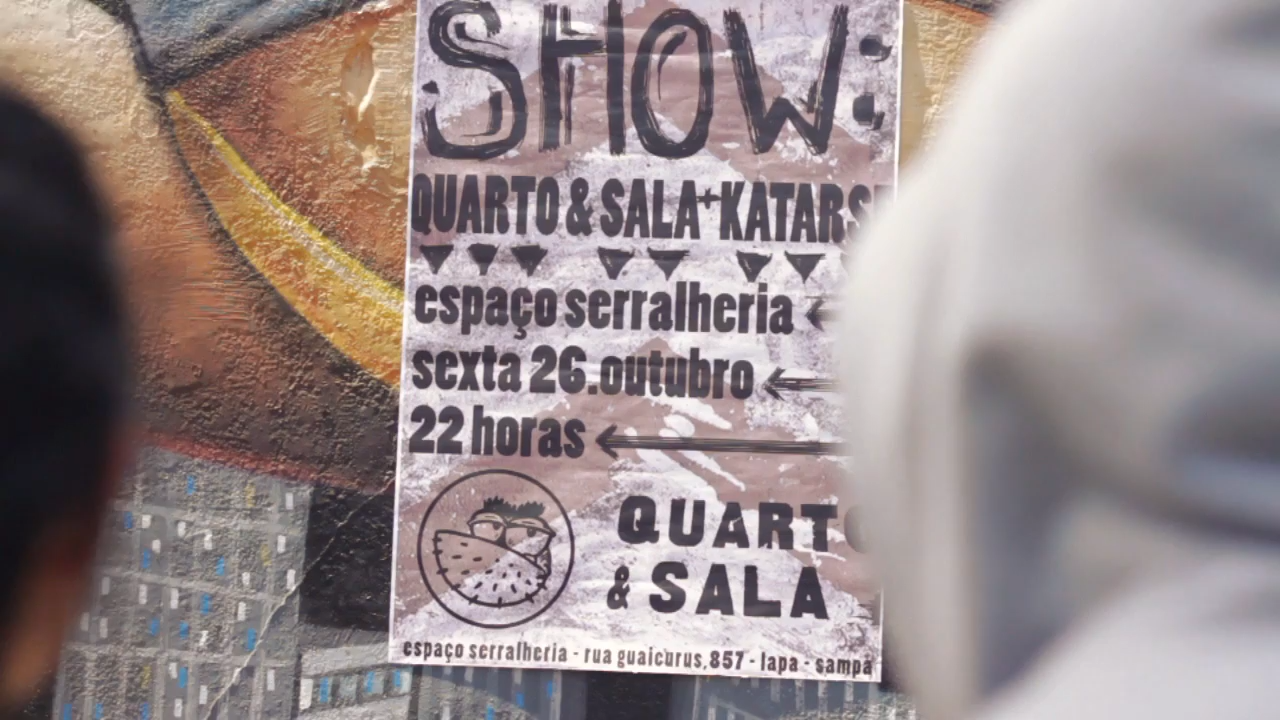 SHOW:
QUARTO & SALA + KATARS
espaço serralheria
sexta 26.outubro
22 horas
QUARTO
& SALA
espaço serralheria - rua guaicurus, 857 - lapa - sampa